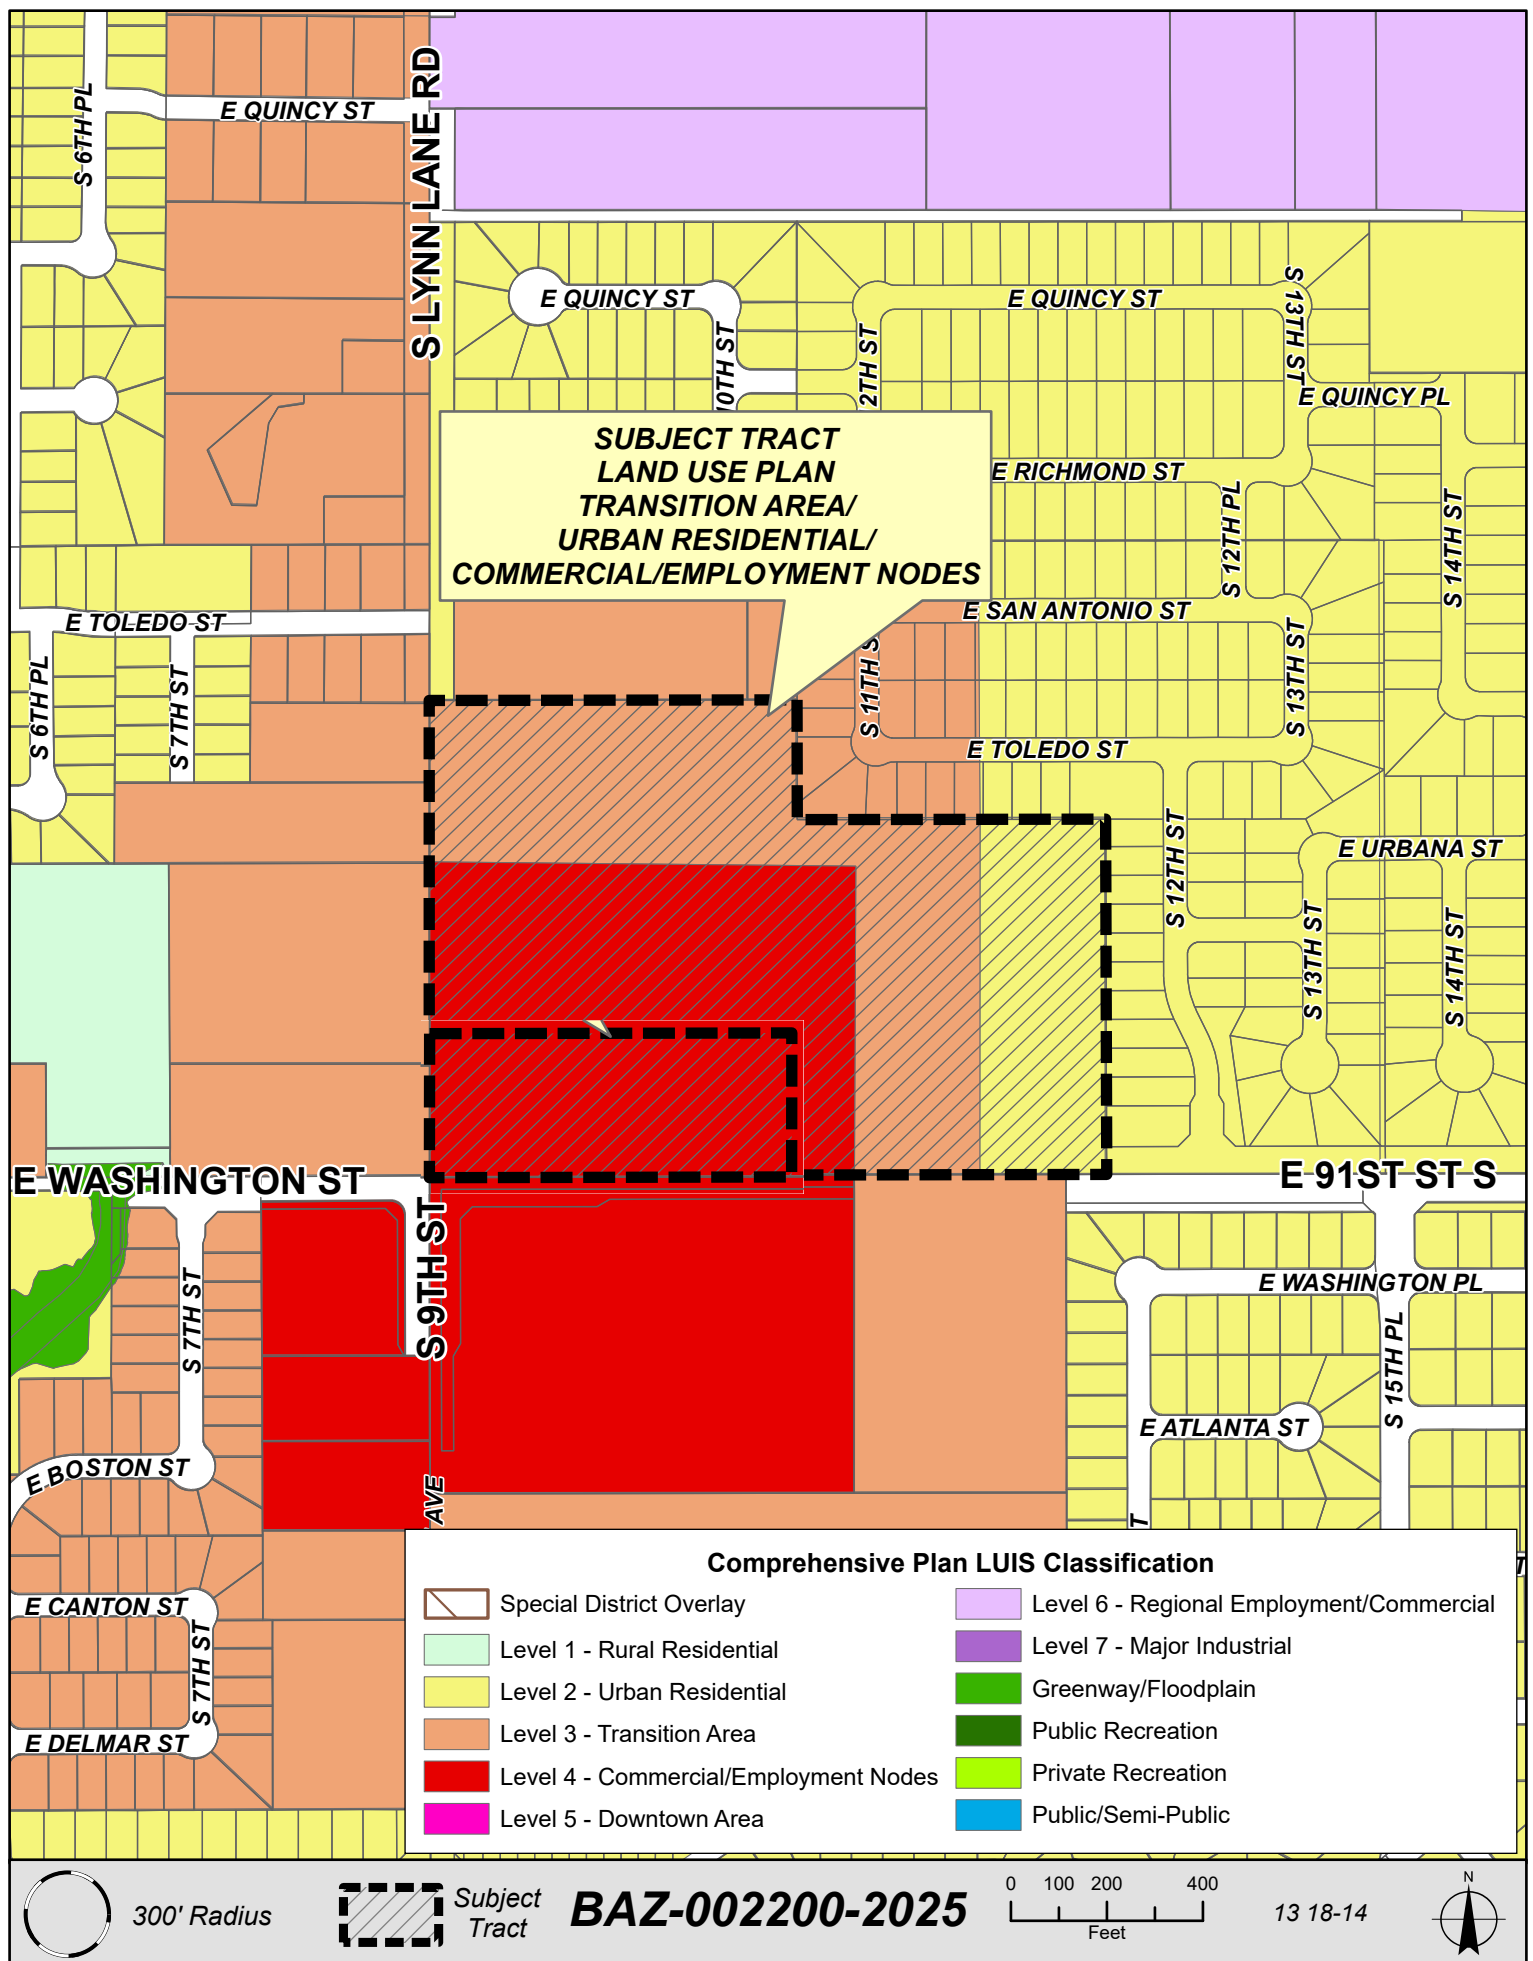 S 6TH PL
E QUINCY ST
S LYNN LANE RD
E QUINCY ST
10TH ST
2TH ST
E QUINCY ST
S 13TH ST
E QUINCY PL
SUBJECT TRACT
LAND USE PLAN
TRANSITION AREA/
URBAN RESIDENTIAL/
COMMERCIAL/EMPLOYMENT NODES
E RICHMOND ST
S 12TH PL
S 14TH ST
E SAN ANTONIO ST
E TOLEDO ST
S 6TH PL
S 7TH ST
S 11TH S
S 13TH ST
E TOLEDO ST
S 12TH ST
E URBANA ST
S 13TH ST
S 14TH ST
E WASHINGTON ST
E 91ST ST S
S 9TH ST
S 7TH ST
E WASHINGTON PL
S 15TH PL
E ATLANTA ST
E BOSTON ST
AVE
T
T
E CANTON ST
S 7TH ST
E DELMAR ST
Comprehensive Plan LUIS Classification
Special District Overlay
Level 1 - Rural Residential
Level 2 - Urban Residential
Level 3 - Transition Area
Level 4 - Commercial/Employment Nodes
Level 5 - Downtown Area
Level 6 - Regional Employment/Commercial
Level 7 - Major Industrial
Greenway/Floodplain
Public Recreation
Private Recreation
Public/Semi-Public
300' Radius
Subject
Tract
BAZ-002200-2025
0 100 200 400
Feet
13 18-14
N